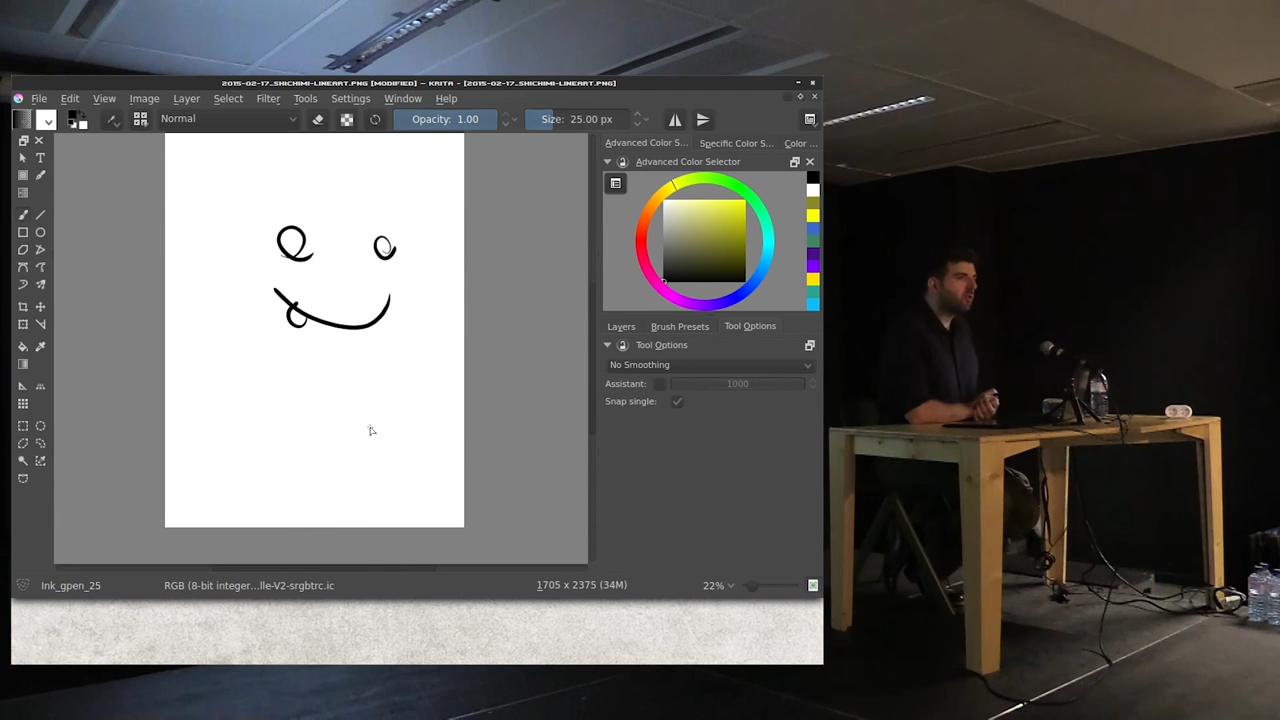 2015-02-17_SHICHIMI-LINEART.PNG [MODIFIED] — KRITA - [2015-02-17_SHICHIMI-LINEART.PNG]
File Edit View Image Layer Select Filter Tools Settings Window Help
Normal Opacity: 1.00 Size: 25.00 px
Advanced Color S... Specific Color S... Color ...
Advanced Color Selector
Layers Brush Presets Tool Options
Tool Options
No Smoothing
Assistant: 1000
Snap single:
Ink_gpen_25 RGB (8-bit integer...lle-V2-srgbtrc.ic 1705 x 2375 (34M) 22%